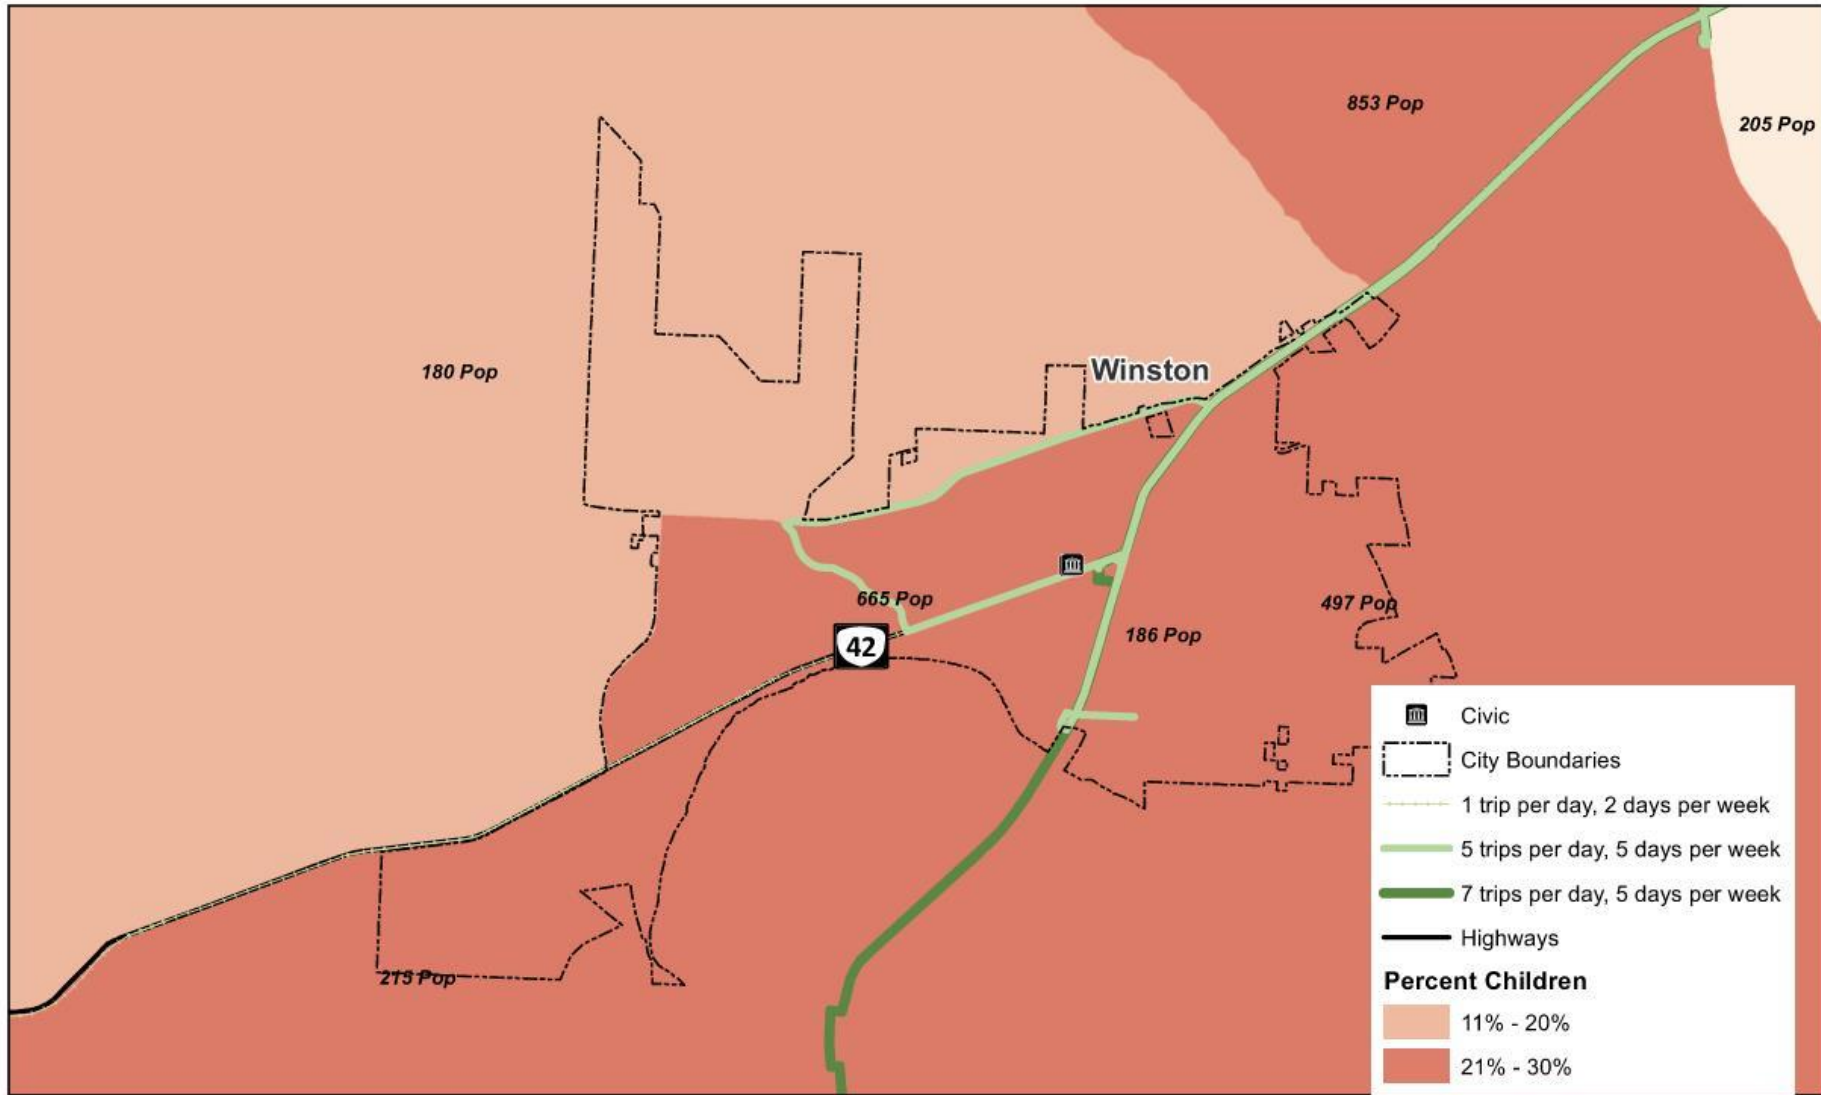 853 Pop
205 Pop
180 Pop
Winston
665 Pop
497 Pop
186 Pop
42
215 Pop
Civic
City Boundaries
1 trip per day, 2 days per week
5 trips per day, 5 days per week
7 trips per day, 5 days per week
Highways
Percent Children
11% - 20%
21% - 30%